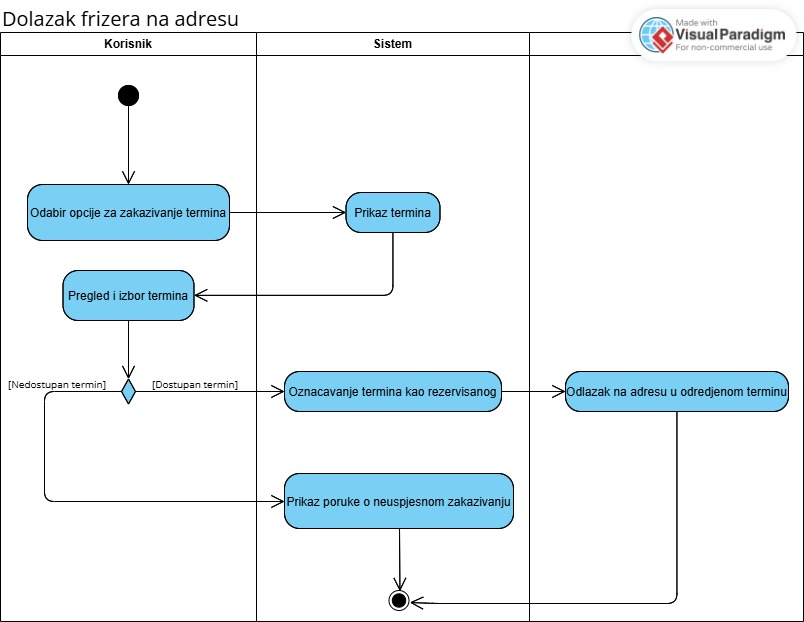 Dolazak frizera na adresu
Made with
VisualParadigm
For non-commercial use
Korisnik
Sistem
Odabir opcije za zakazivanje termina
Prikaz termina
Pregled i izbor termina
[Nedostupan termin]
[Dostupan termin]
Oznacavanje termina kao rezervisanog
Odlazak na adresu u odredjenom terminu
Prikaz poruke o neuspjesnom zakazivanju